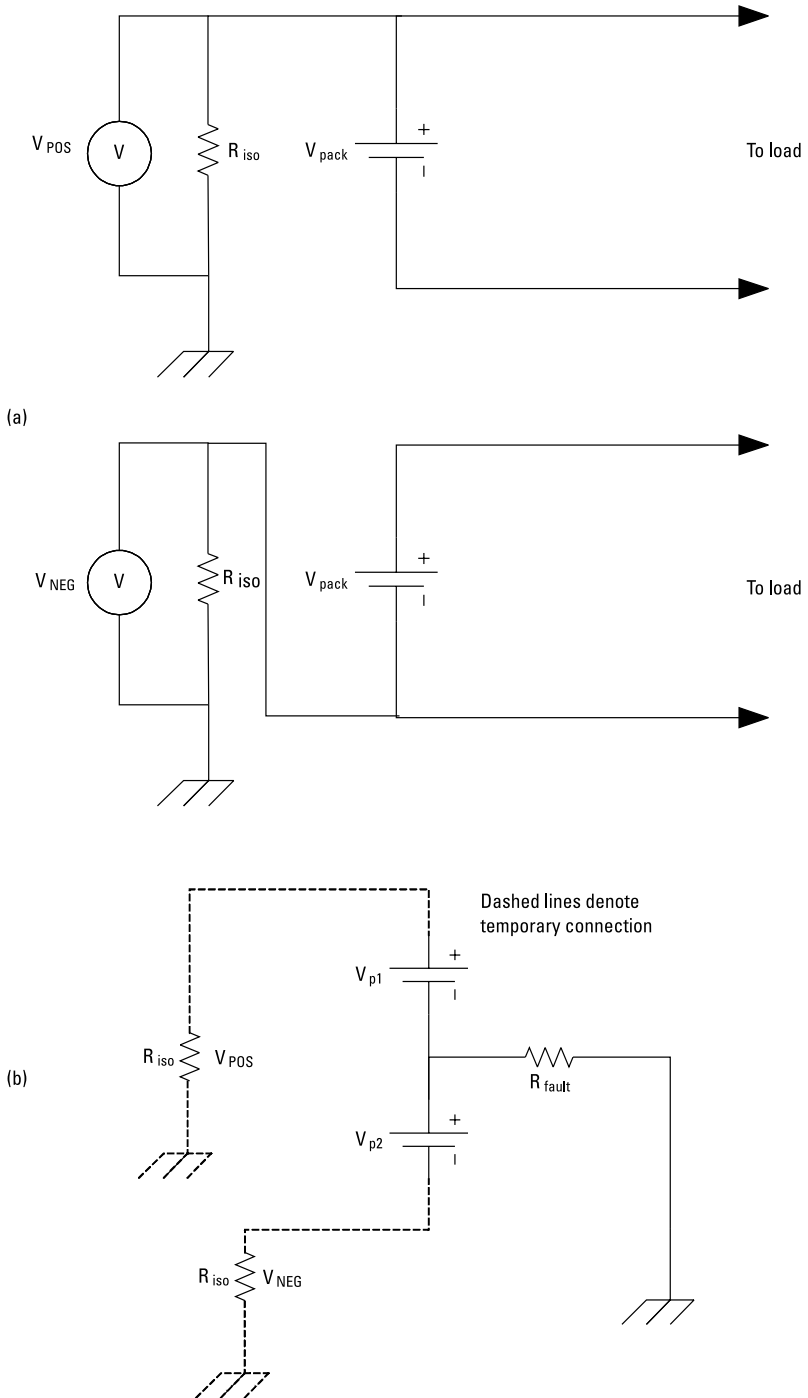 V POS
V
R iso
V pack
+
–
To load
(a)
V NEG
V
R iso
V pack
+
–
To load
Dashed lines denote
temporary connection
V p1
+
–
R iso
V POS
(b)
R fault
V p2
+
–
R iso
V NEG